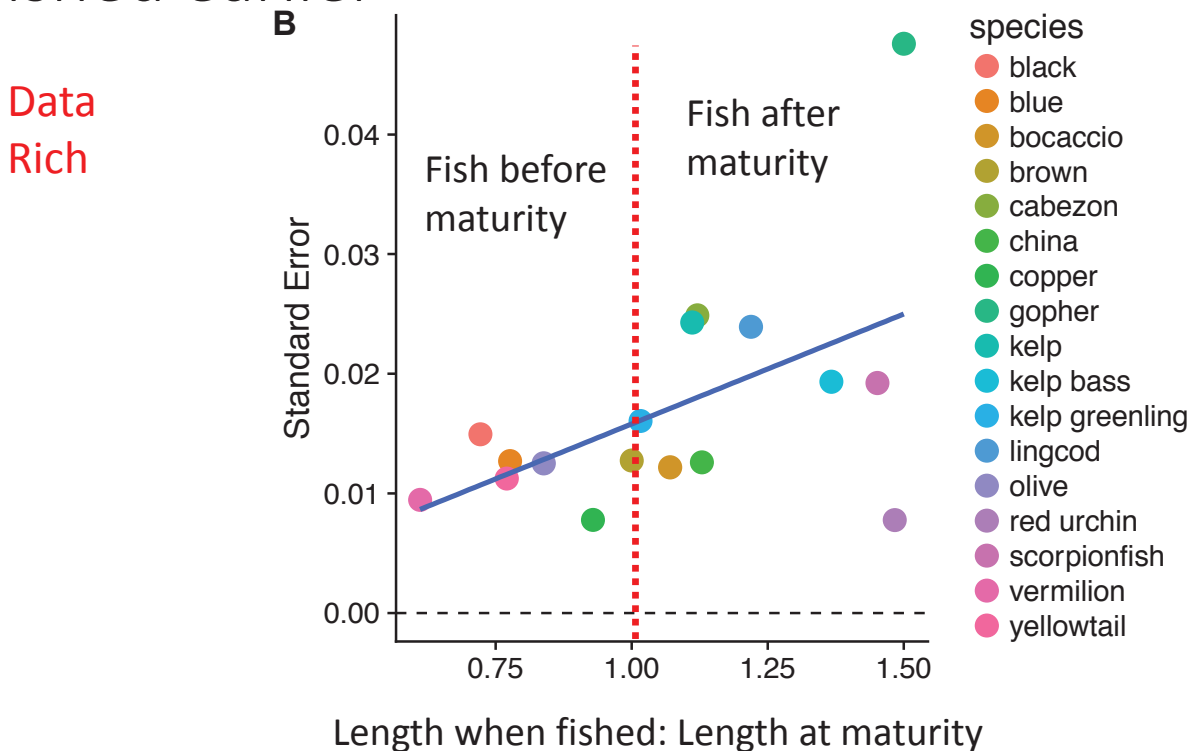 B
Data
Rich
Fish before
maturity
Fish after
maturity
Standard Error
0.04
0.03
0.02
0.01
0.00
0.75 1.00 1.25 1.50
Length when fished: Length at maturity
species
black
blue
bocaccio
brown
cabezon
china
copper
gopher
kelp
kelp bass
kelp greenling
lingcod
olive
red urchin
scorpionfish
vermilion
yellowtail